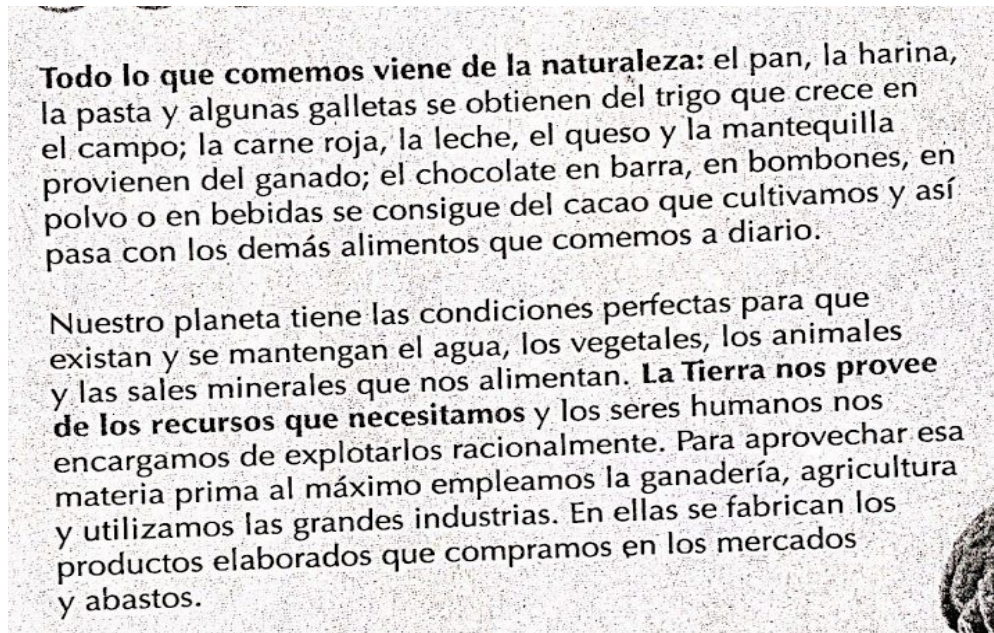 Todo lo que comemos viene de la naturaleza: el pan, la harina,
la pasta y algunas galletas se obtienen del trigo que crece en
el campo; la carne roja, la leche, el queso y la mantequilla
provienen del ganado; el chocolate en barra, en bombones, en
polvo o en bebidas se consigue del cacao que cultivamos y así
pasa con los demás alimentos que comemos a diario.
Nuestro planeta tiene las condiciones perfectas para que
existan y se mantengan el agua, los vegetales, los animales
y las sales minerales que nos alimentan. La Tierra nos provee
de los recursos que necesitamos y los seres humanos nos
encargamos de explotarlos racionalmente. Para aprovechar esa
materia prima al máximo empleamos la ganadería, agricultura
y utilizamos las grandes industrias. En ellas se fabrican los
productos elaborados que compramos en los mercados
y abastos.